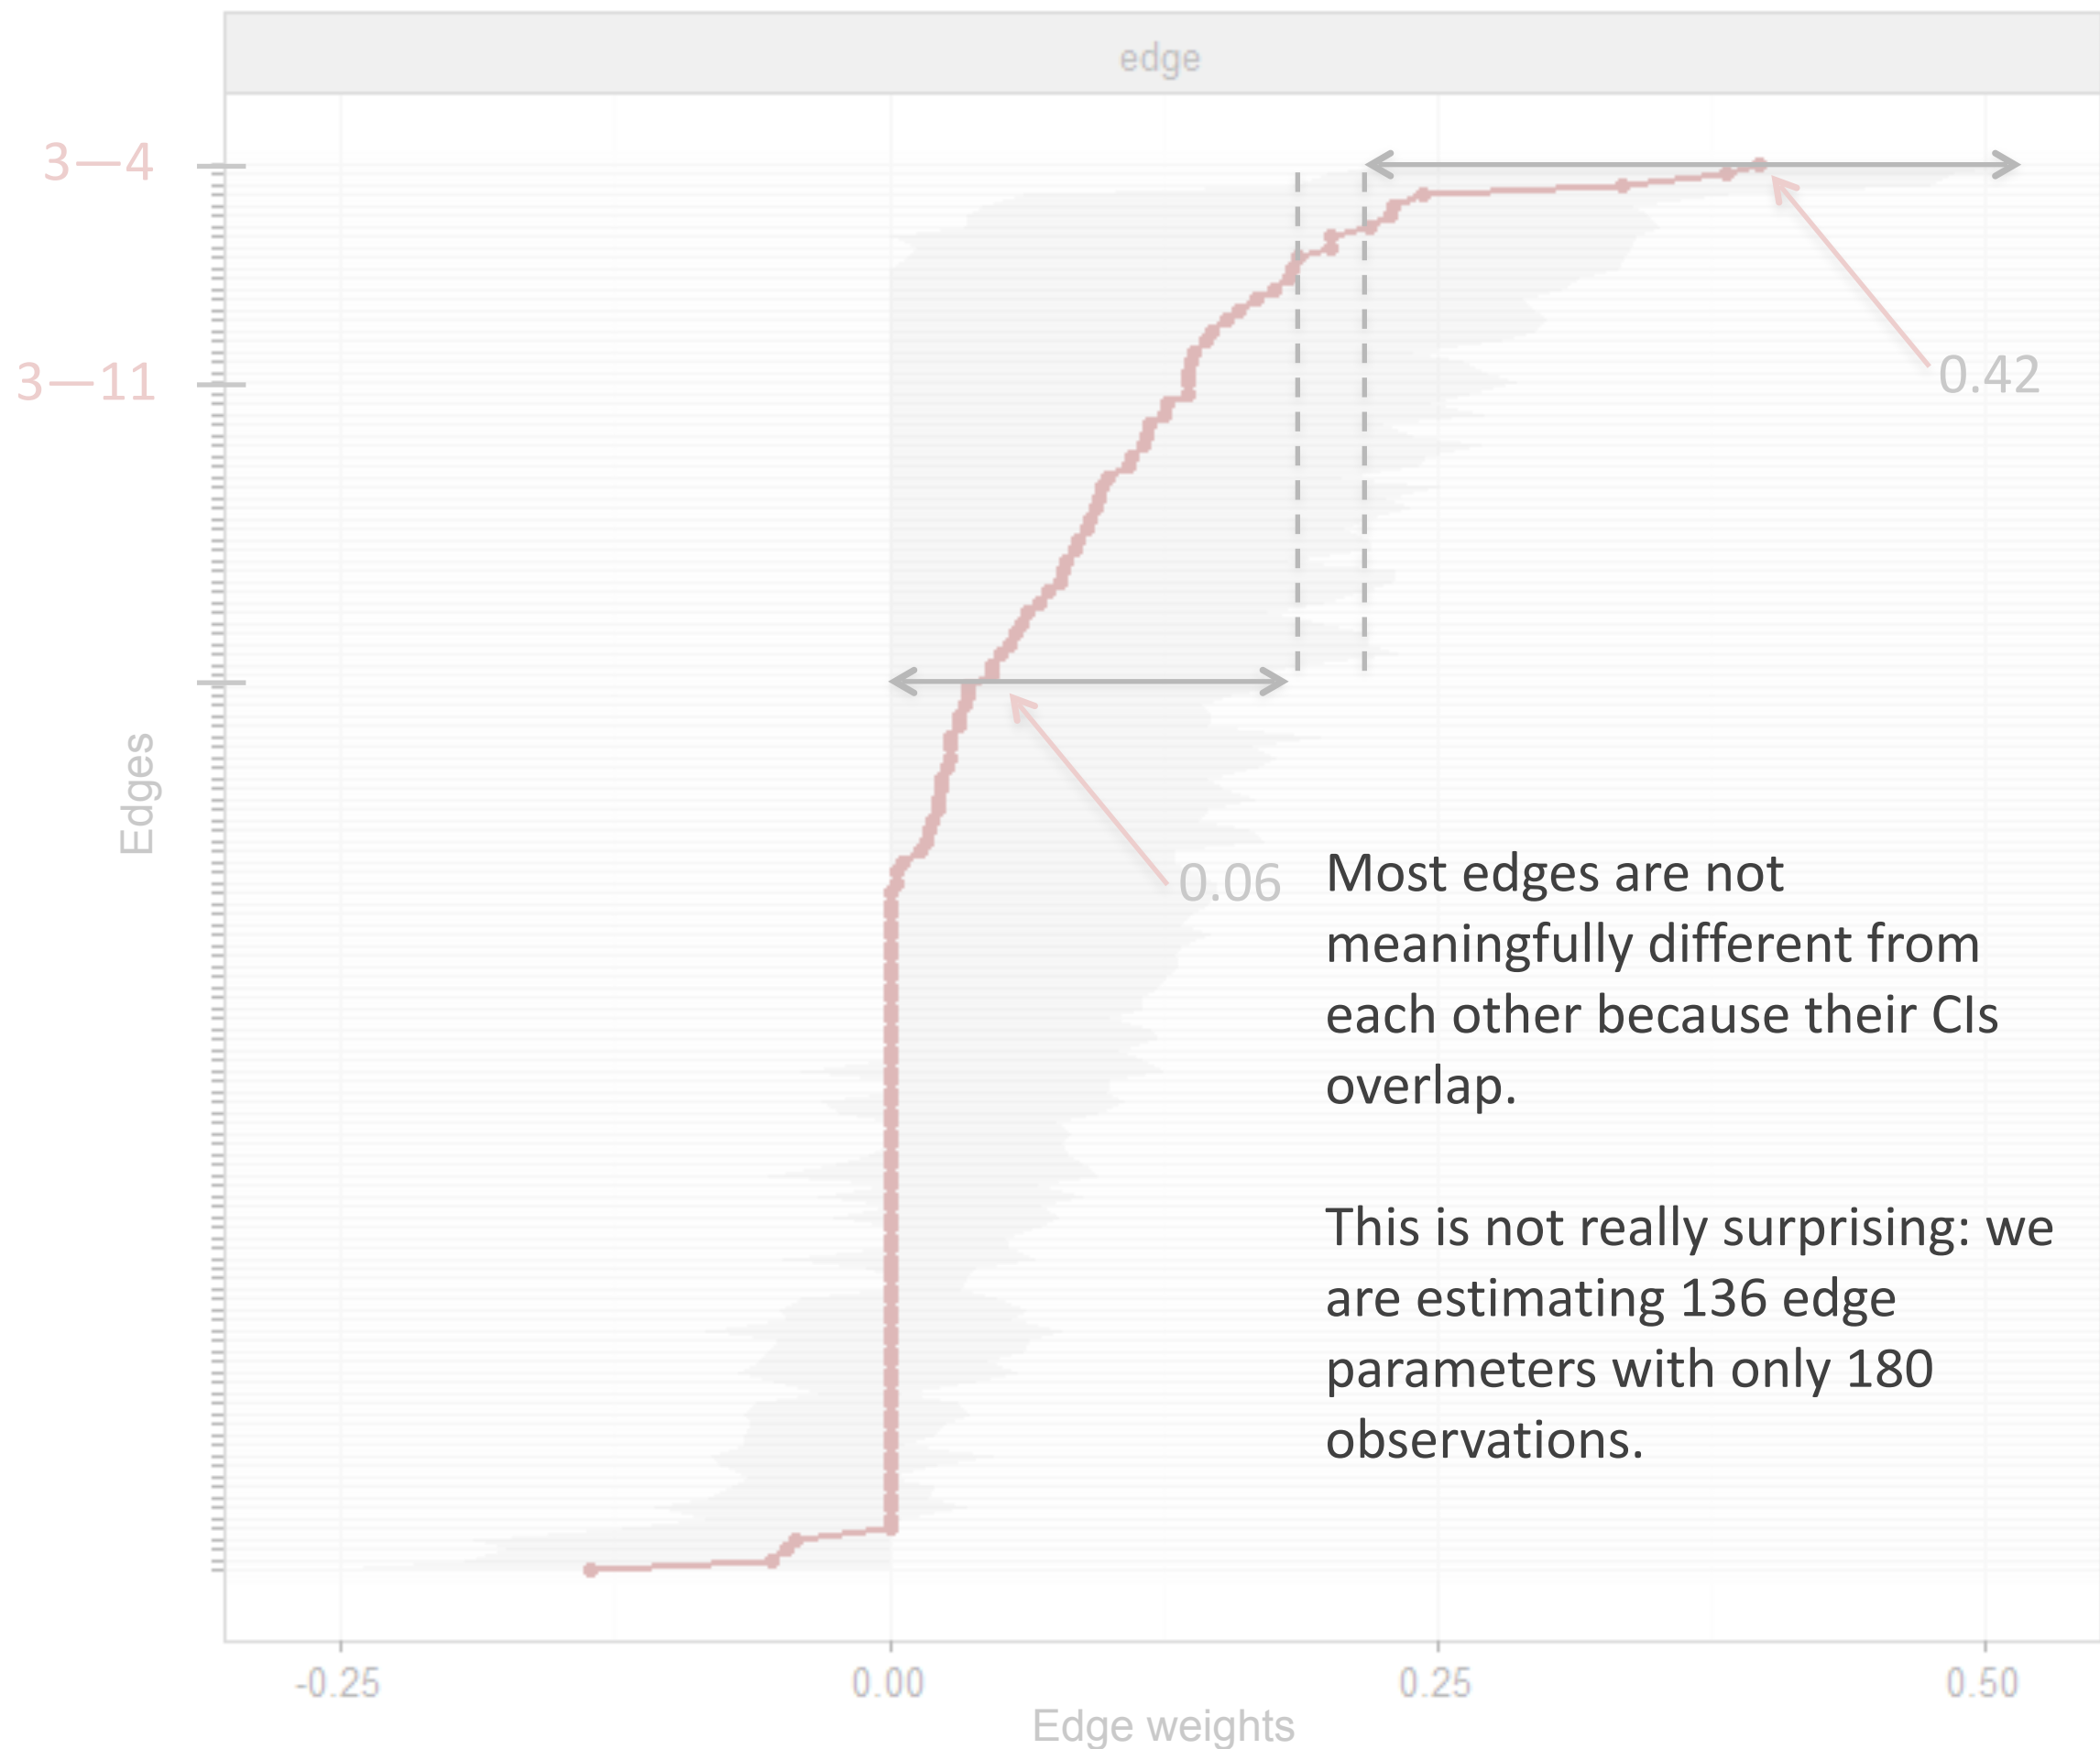 edge
3—4
3—11
0.42
Edges
0.06
Most edges are not
meaningfully different from
each other because their CIs
overlap.
This is not really surprising: we
are estimating 136 edge
parameters with only 180
observations.
-0.25 0.00 0.25 0.50
Edge weights